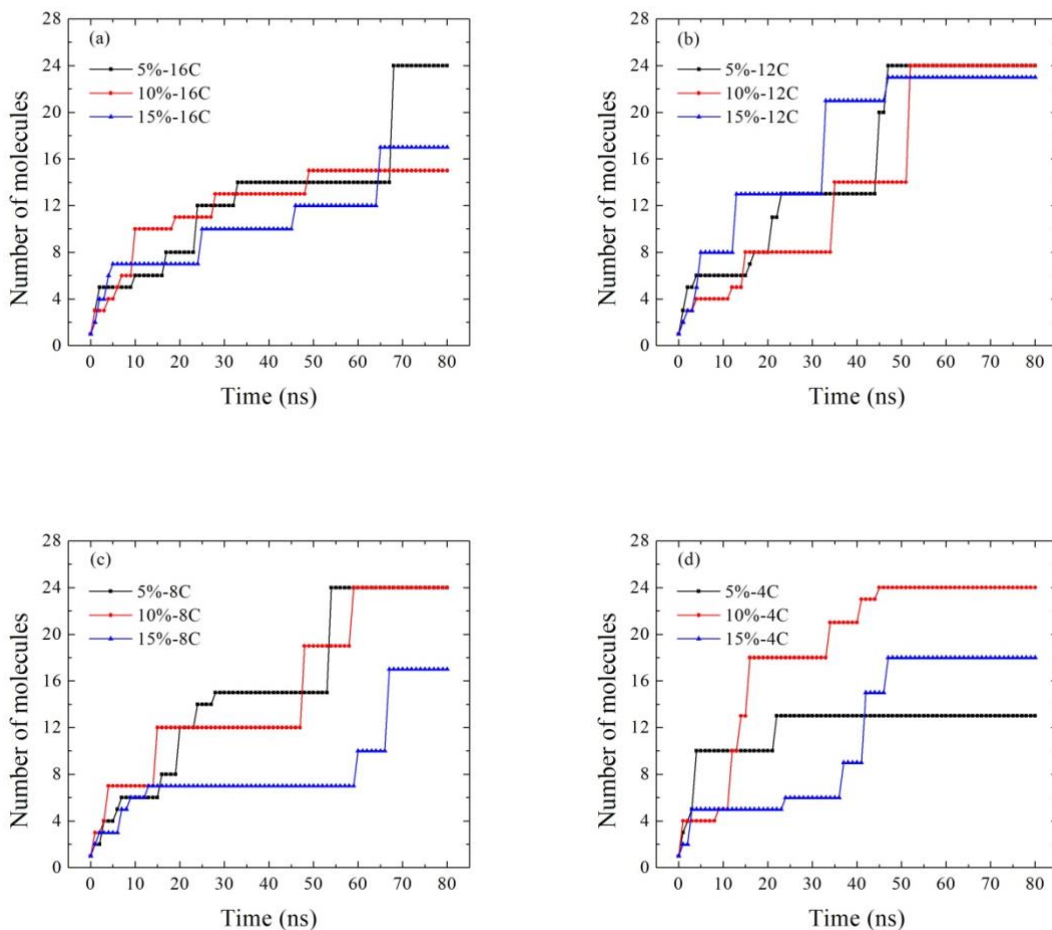 (a)
5%-16C
10%-16C
15%-16C
Number of molecules
28
24
20
16
12
8
4
0
0 10 20 30 40 50 60 70 80
Time (ns)
(b)
5%-12C
10%-12C
15%-12C
Number of molecules
28
24
20
16
12
8
4
0
0 10 20 30 40 50 60 70 80
Time (ns)
(c)
5%-8C
10%-8C
15%-8C
Number of molecules
28
24
20
16
12
8
4
0
0 10 20 30 40 50 60 70 80
Time (ns)
(d)
5%-4C
10%-4C
15%-4C
Number of molecules
28
24
20
16
12
8
4
0
0 10 20 30 40 50 60 70 80
Time (ns)